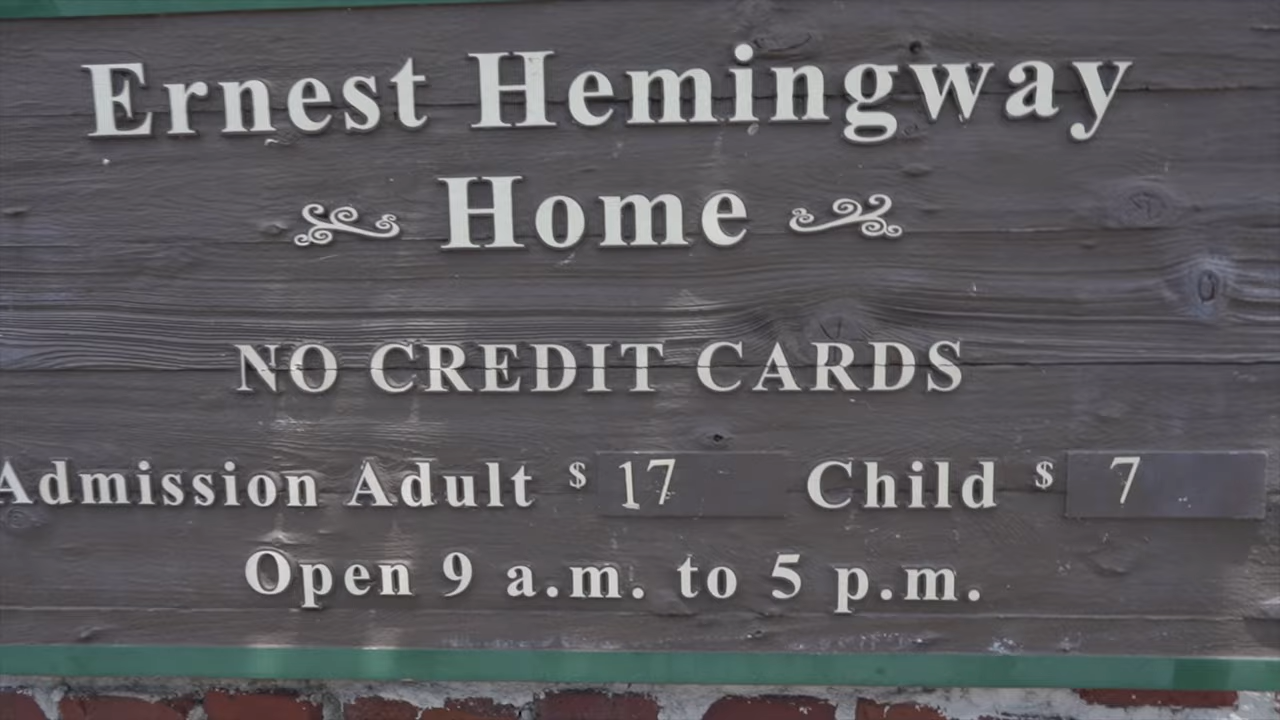 Ernest Hemingway
Home
NO CREDIT CARDS
Admission Adult $ 17 Child $ 7
Open 9 a.m. to 5 p.m.